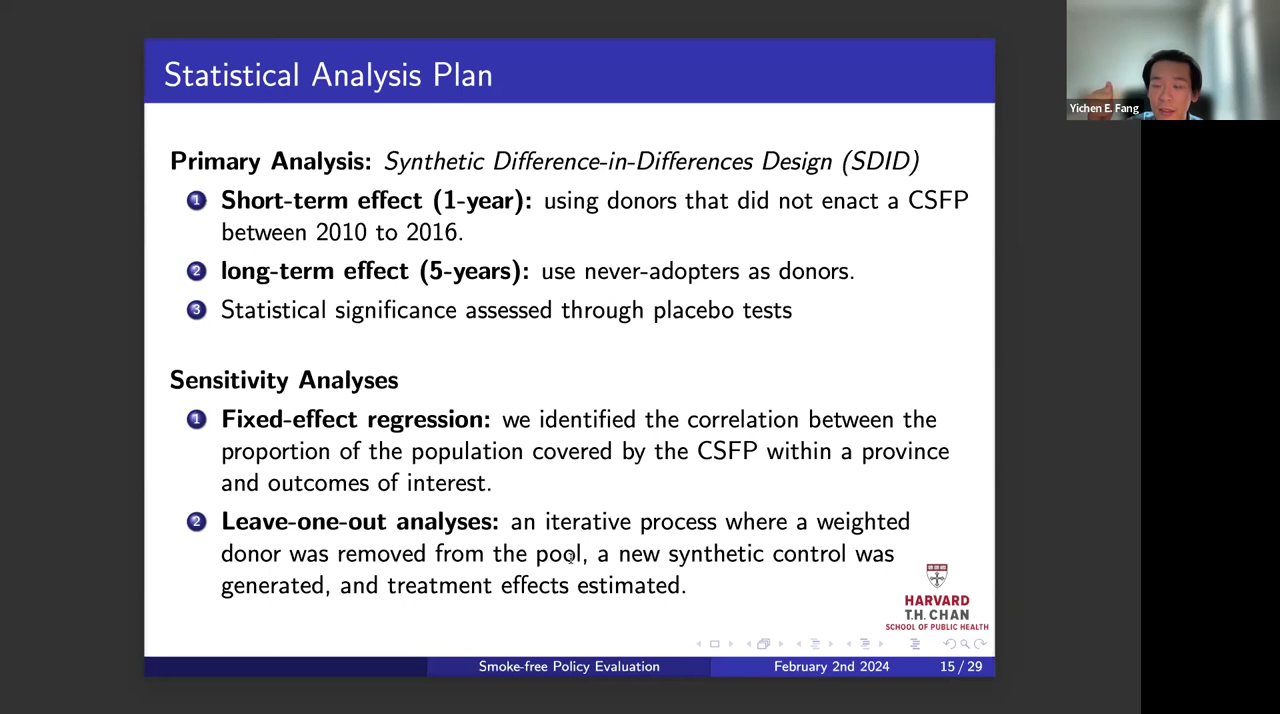 Statistical Analysis Plan
Yichen E. Fang
Primary Analysis: Synthetic Difference-in-Differences Design (SDID)
1 Short-term effect (1-year): using donors that did not enact a CSFP
between 2010 to 2016.
2 long-term effect (5-years): use never-adopters as donors.
3 Statistical significance assessed through placebo tests
Sensitivity Analyses
1 Fixed-effect regression: we identified the correlation between the
proportion of the population covered by the CSFP within a province
and outcomes of interest.
2 Leave-one-out analyses: an iterative process where a weighted
donor was removed from the pool, a new synthetic control was
generated, and treatment effects estimated.
HARVARD
T.H. CHAN
SCHOOL OF PUBLIC HEALTH
Smoke-free Policy Evaluation February 2nd 2024 15 / 29